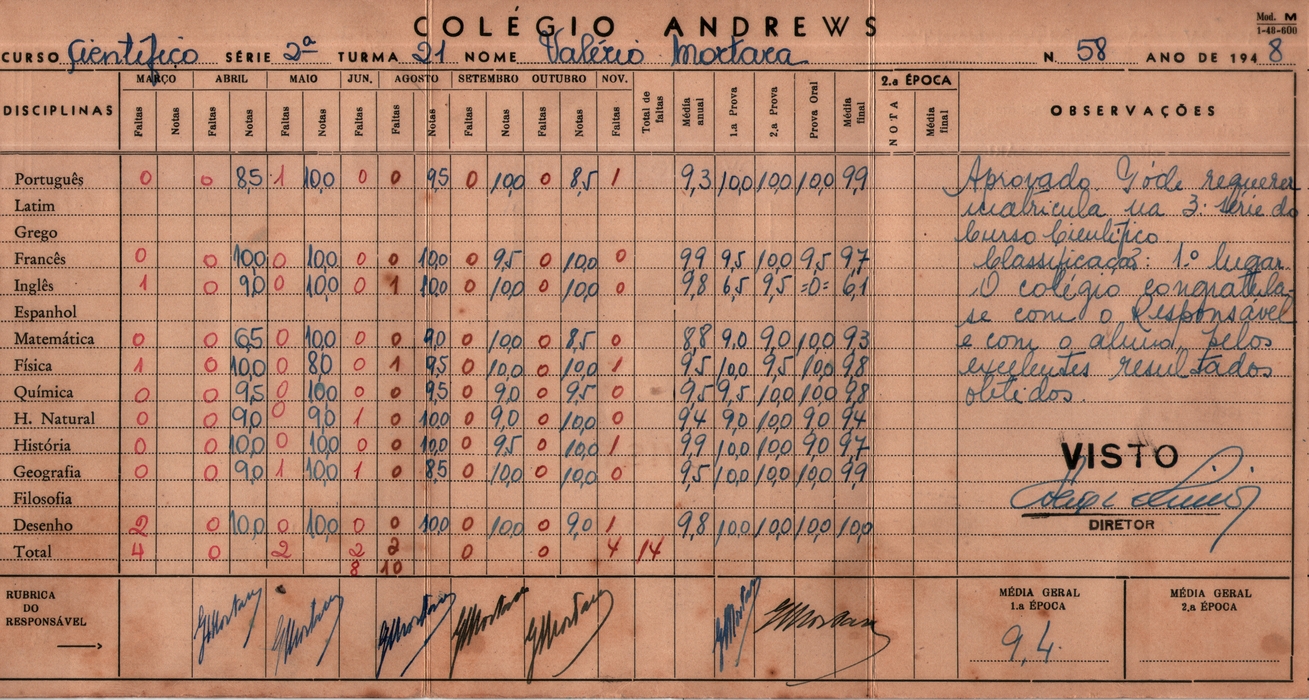 COLÉGIO ANDREWS
Mod. M
1-48-600
CURSO Científico SÉRIE 2ª TURMA 21 NOME Valério Mortara N. 58 ANO DE 1948
DISCIPLINAS MARÇO ABRIL MAIO JUN. AGOSTO SETEMBRO OUTUBRO NOV. 2.a ÉPOCA OBSERVAÇÕES
Faltas Notas Faltas Notas Faltas Notas Faltas Faltas Notas Faltas Notas Faltas Notas Faltas Total de faltas Média anual 1.a Prova 2.a Prova Prova Oral Média final NOTA Média final
Português 0 0 8,5 1 10,0 0 0 9,5 0 10,0 0 8,5 1 9,3 10,0 10,0 10,0 9,9 Aprovado. Póde requerer
Latim matrícula na 3ª série do
Grego Curso Científico
Francês 0 0 10,0 0 10,0 0 0 10,0 0 9,5 0 10,0 0 9,9 9,5 10,0 9,5 9,7 Classificação: 1.º lugar
Inglês 1 0 9,0 0 10,0 0 1 10,0 0 10,0 0 10,0 0 9,8 6,5 9,5 =0= 6,1 O colégio congratula-
Espanhol se com o Responsável
Matemática 0 0 6,5 0 10,0 0 0 9,0 0 10,0 0 8,5 0 8,8 9,0 9,0 10,0 9,3 e com o aluno, pelos
Física 1 0 10,0 0 8,0 0 1 9,5 0 10,0 0 10,0 1 9,5 10,0 9,5 10,0 9,8 excelentes resultados
Química 0 0 9,5 0 10,0 0 0 9,5 0 9,0 0 9,5 0 9,5 9,5 10,0 10,0 9,8 obtidos.
H. Natural 0 0 9,0 0 9,0 1 0 10,0 0 9,0 0 10,0 0 9,4 9,0 10,0 9,0 9,4
História 0 0 10,0 0 10,0 0 0 10,0 0 9,5 0 10,0 1 9,9 10,0 10,0 9,0 9,7
VISTO
Geografia 0 0 9,0 1 10,0 1 0 8,5 0 10,0 0 10,0 0 9,5 10,0 10,0 10,0 9,9
Filosofia
Desenho 2 0 10,0 0 10,0 0 0 10,0 0 10,0 0 9,0 1 9,8 10,0 10,0 10,0 10,0
DIRETOR
Total 4 0 2 2 2 0 0 4 14
8 10
RUBRICA
DO
RESPONSÁVEL
GMortara GMortara GMortara GMortara GMortara GMortara GMortara
MÉDIA GERAL
1.a ÉPOCA
9,4
MÉDIA GERAL
2.a ÉPOCA